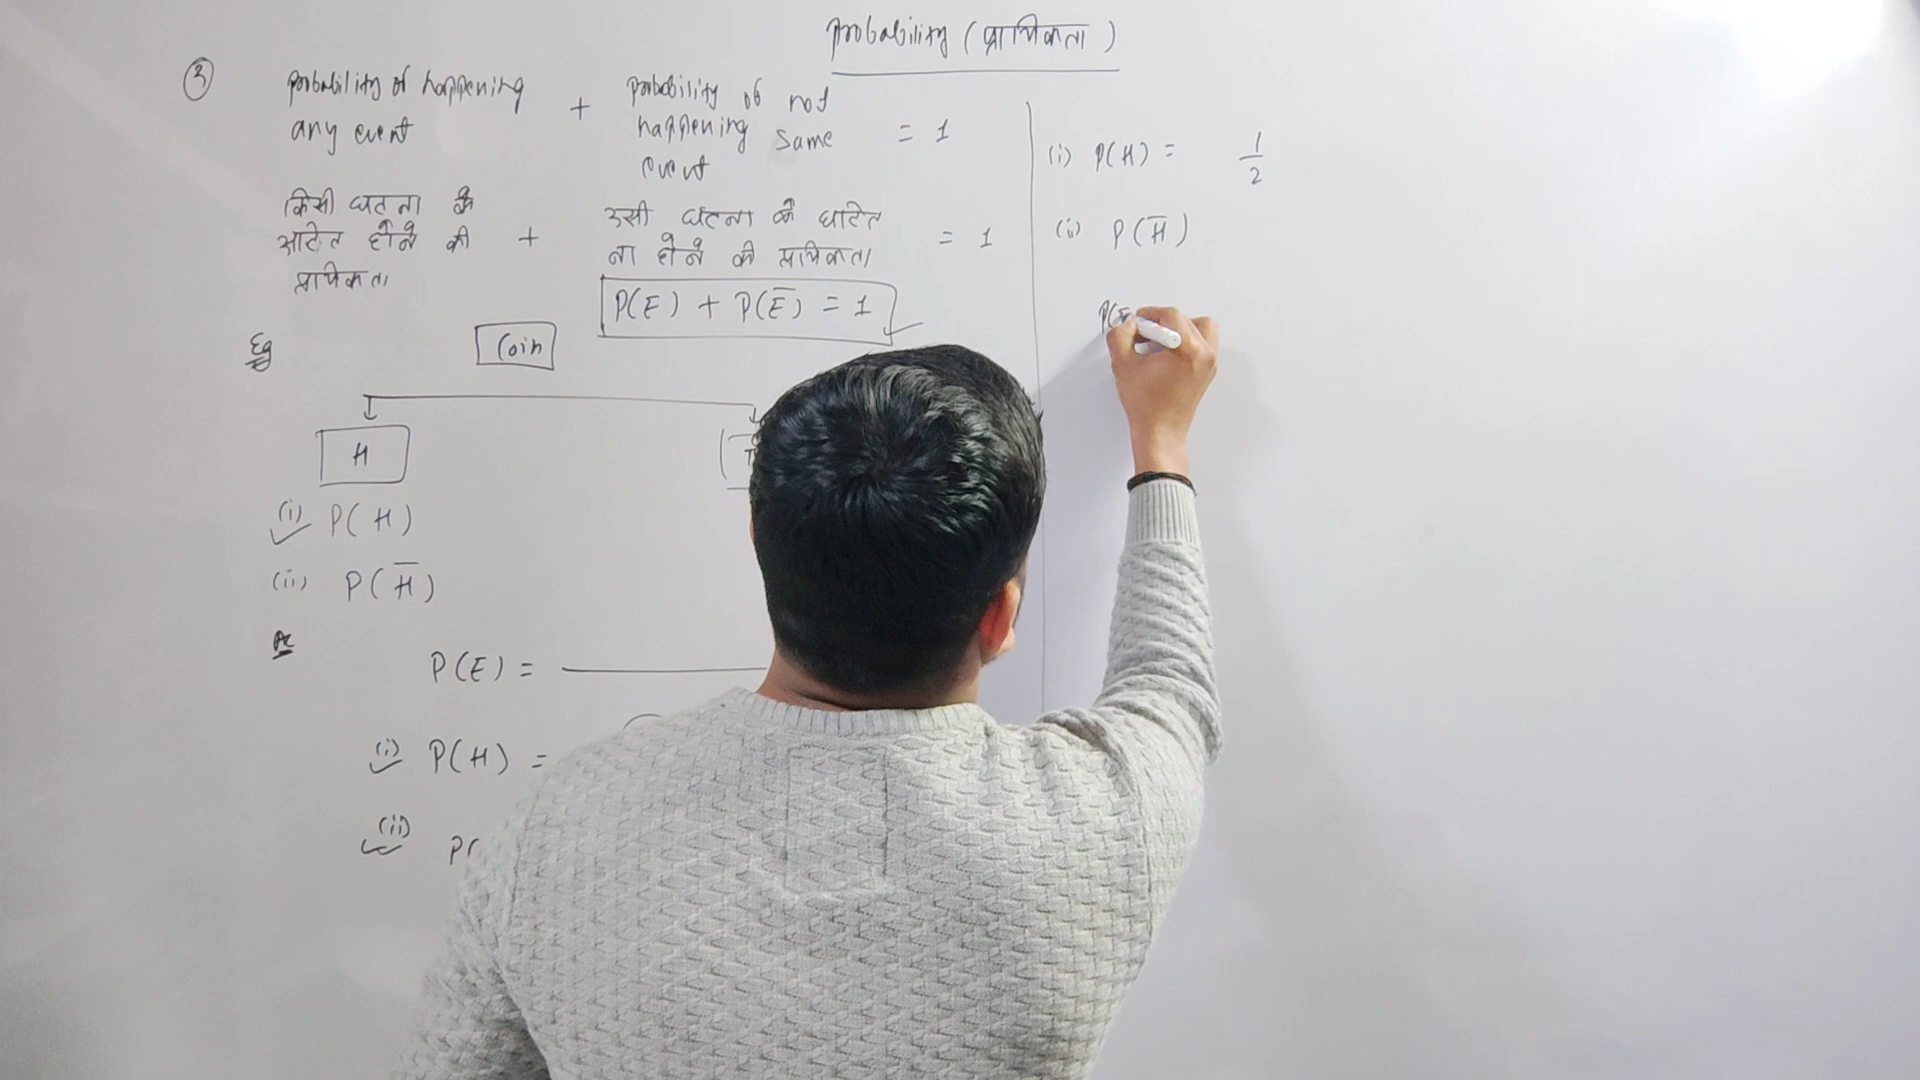 Probability (प्रायिकता)
③ Probability of happening any event + Probability of not happening same event = 1
किसी घटना के
घटित होने की + उसी घटना के घटित
प्रायिकता ना होने की प्रायिकता = 1
P(E) + P(E̅) = 1
Eg Coin
H T
(i) P(H)
(ii) P(H̅)
P(E) =
(i) P(H) =
(ii) P(
(i) P(H) = 1/2
(ii) P(H̅)
P(E